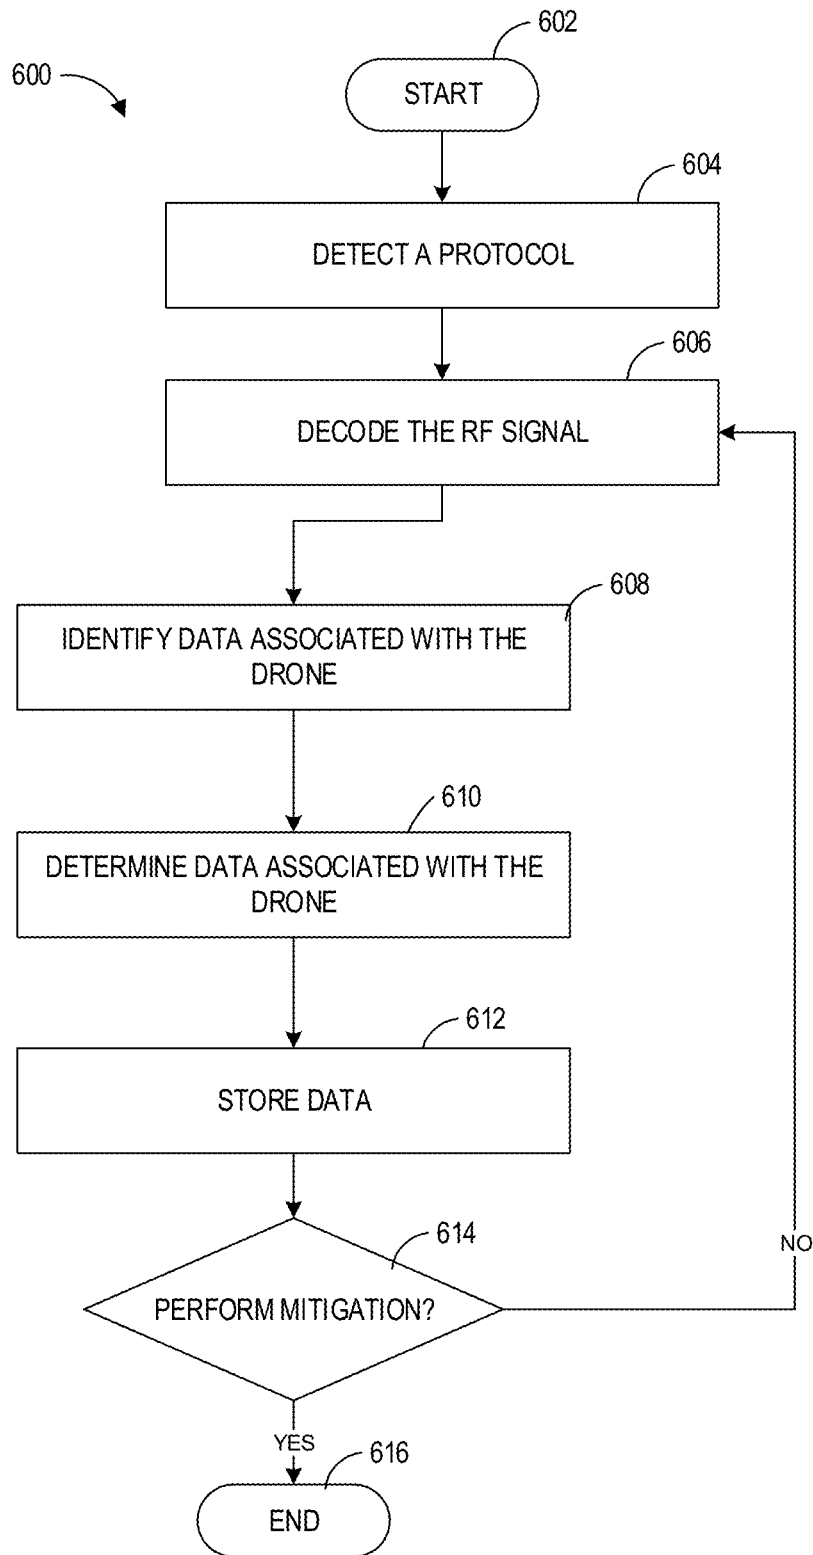 602
600
START
604
DETECT A PROTOCOL
606
DECODE THE RF SIGNAL
608
IDENTIFY DATA ASSOCIATED WITH THE
DRONE
610
DETERMINE DATA ASSOCIATED WITH THE
DRONE
612
STORE DATA
614
NO
PERFORM MITIGATION?
YES
616
END